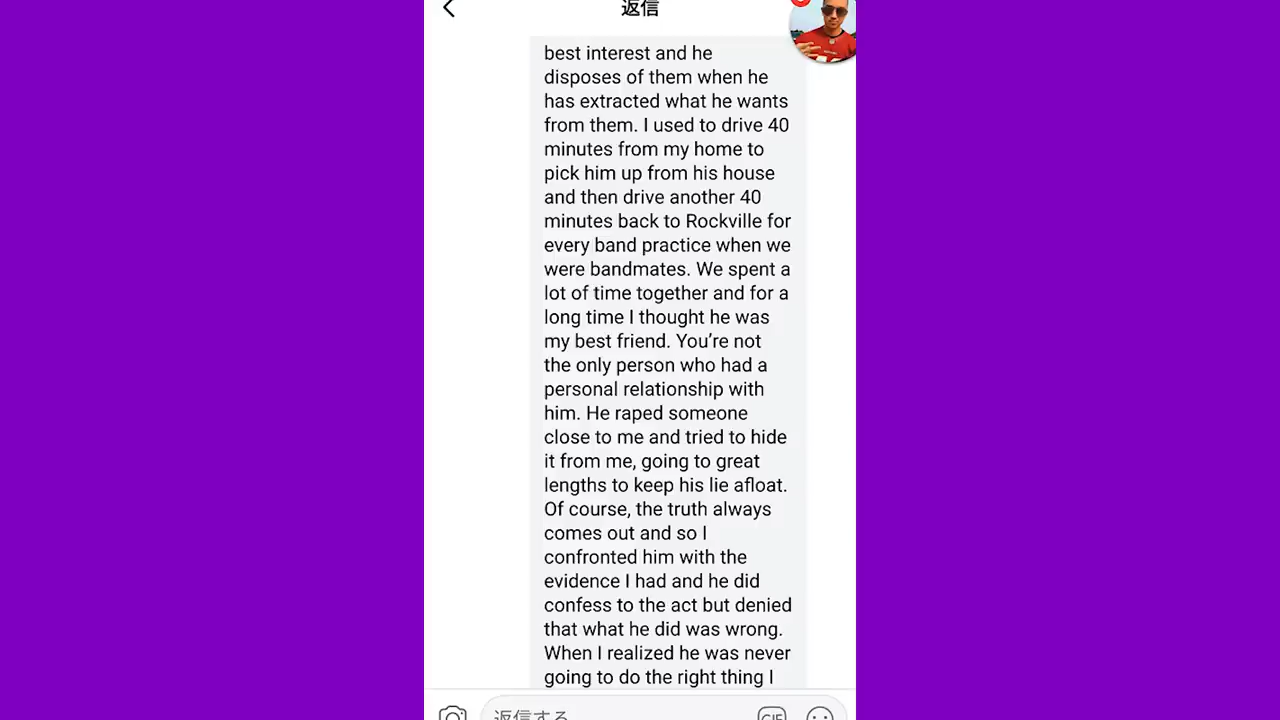 返信
best interest and he
disposes of them when he
has extracted what he wants
from them. I used to drive 40
minutes from my home to
pick him up from his house
and then drive another 40
minutes back to Rockville for
every band practice when we
were bandmates. We spent a
lot of time together and for a
long time I thought he was
my best friend. You’re not
the only person who had a
personal relationship with
him. He raped someone
close to me and tried to hide
it from me, going to great
lengths to keep his lie afloat.
Of course, the truth always
comes out and so I
confronted him with the
evidence I had and he did
confess to the act but denied
that what he did was wrong.
When I realized he was never
going to do the right thing I
返信する
GIF